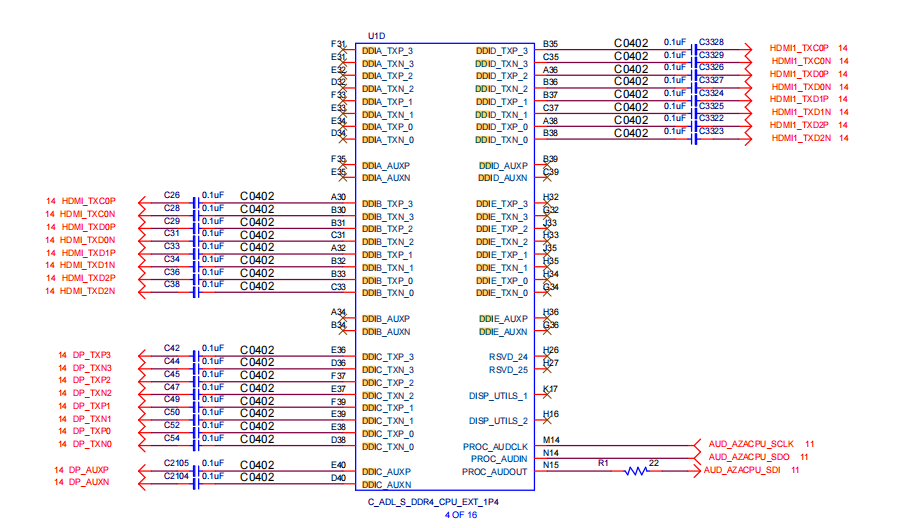 U1D
F31 DDIA_TXP_3 DDID_TXP_3 B35 C0402 0.1uF C3328 HDMI1_TXC0P 14
E31 DDIA_TXN_3 DDID_TXN_3 C35 C0402 0.1uF C3329 HDMI1_TXC0N 14
E32 DDIA_TXP_2 DDID_TXP_2 A36 C0402 0.1uF C3326 HDMI1_TXD0P 14
D32 DDIA_TXN_2 DDID_TXN_2 B36 C0402 0.1uF C3327 HDMI1_TXD0N 14
F33 DDIA_TXP_1 DDID_TXP_1 B37 C0402 0.1uF C3324 HDMI1_TXD1P 14
E33 DDIA_TXN_1 DDID_TXN_1 C37 C0402 0.1uF C3325 HDMI1_TXD1N 14
E34 DDIA_TXP_0 DDID_TXP_0 A38 C0402 0.1uF C3322 HDMI1_TXD2P 14
D34 DDIA_TXN_0 DDID_TXN_0 B38 C0402 0.1uF C3323 HDMI1_TXD2N 14
F35 DDIA_AUXP DDID_AUXP B39
E35 DDIA_AUXN DDID_AUXN C39
14 HDMI_TXC0P C26 0.1uF C0402 A30 DDIB_TXP_3 DDIE_TXP_3 H32
14 HDMI_TXC0N C28 0.1uF C0402 B30 DDIB_TXN_3 DDIE_TXN_3 G32
14 HDMI_TXD0P C29 0.1uF C0402 B31 DDIB_TXP_2 DDIE_TXP_2 J33
14 HDMI_TXD0N C31 0.1uF C0402 C31 DDIB_TXN_2 DDIE_TXN_2 H33
14 HDMI_TXD1P C33 0.1uF C0402 A32 DDIB_TXP_1 DDIE_TXP_1 J35
14 HDMI_TXD1N C34 0.1uF C0402 B32 DDIB_TXN_1 DDIE_TXN_1 H35
14 HDMI_TXD2P C36 0.1uF C0402 B33 DDIB_TXP_0 DDIE_TXP_0 H34
14 HDMI_TXD2N C38 0.1uF C0402 C33 DDIB_TXN_0 DDIE_TXN_0 G34
A34 DDIB_AUXP DDIE_AUXP H36
B34 DDIB_AUXN DDIE_AUXN G36
14 DP_TXP3 C42 0.1uF C0402 E36 DDIC_TXP_3 RSVD_24 H26
14 DP_TXN3 C44 0.1uF C0402 D36 DDIC_TXN_3 RSVD_25 H27
14 DP_TXP2 C45 0.1uF C0402 F37 DDIC_TXP_2
14 DP_TXN2 C47 0.1uF C0402 E37 DDIC_TXN_2 DISP_UTILS_1 K17
14 DP_TXP1 C49 0.1uF C0402 F39 DDIC_TXP_1
14 DP_TXN1 C50 0.1uF C0402 E39 DDIC_TXN_1 DISP_UTILS_2 H16
14 DP_TXP0 C52 0.1uF C0402 E38 DDIC_TXP_0
14 DP_TXN0 C54 0.1uF C0402 D38 DDIC_TXN_0 PROC_AUDCLK M14 AUD_AZACPU_SCLK 11
PROC_AUDIN N14 AUD_AZACPU_SDO 11
14 DP_AUXP C2105 0.1uF C0402 E40 DDIC_AUXP PROC_AUDOUT N15 R1 22 AUD_AZACPU_SDI 11
14 DP_AUXN C2104 0.1uF C0402 D40 DDIC_AUXN
C_ADL_S_DDR4_CPU_EXT_1P4
4 OF 16